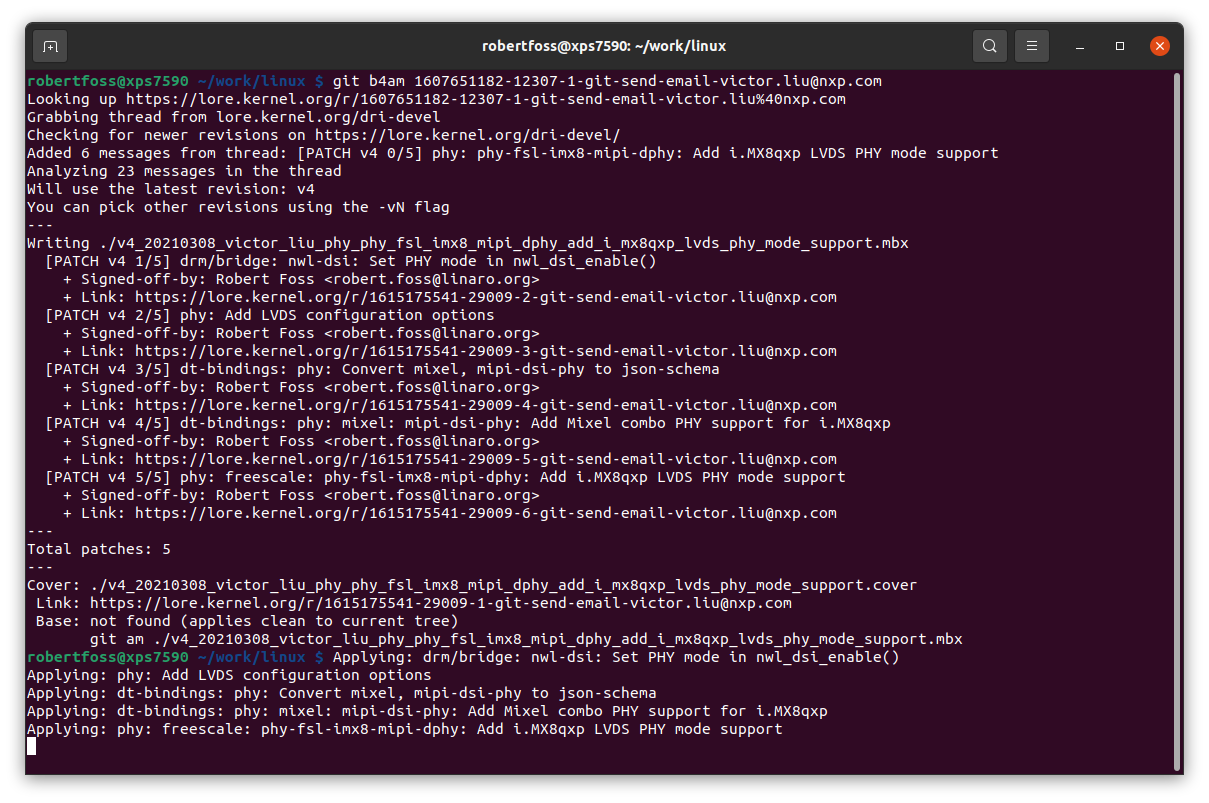 robertfoss@xps7590: ~/work/linux
robertfoss@xps7590 ~/work/linux $ git b4am 1607651182-12307-1-git-send-email-victor.liu@nxp.com
Looking up https://lore.kernel.org/r/1607651182-12307-1-git-send-email-victor.liu%40nxp.com
Grabbing thread from lore.kernel.org/dri-devel
Checking for newer revisions on https://lore.kernel.org/dri-devel/
Added 6 messages from thread: [PATCH v4 0/5] phy: phy-fsl-imx8-mipi-dphy: Add i.MX8qxp LVDS PHY mode support
Analyzing 23 messages in the thread
Will use the latest revision: v4
You can pick other revisions using the -vN flag
---
Writing ./v4_20210308_victor_liu_phy_phy_fsl_imx8_mipi_dphy_add_i_mx8qxp_lvds_phy_mode_support.mbx
  [PATCH v4 1/5] drm/bridge: nwl-dsi: Set PHY mode in nwl_dsi_enable()
    + Signed-off-by: Robert Foss <robert.foss@linaro.org>
    + Link: https://lore.kernel.org/r/1615175541-29009-2-git-send-email-victor.liu@nxp.com
  [PATCH v4 2/5] phy: Add LVDS configuration options
    + Signed-off-by: Robert Foss <robert.foss@linaro.org>
    + Link: https://lore.kernel.org/r/1615175541-29009-3-git-send-email-victor.liu@nxp.com
  [PATCH v4 3/5] dt-bindings: phy: Convert mixel, mipi-dsi-phy to json-schema
    + Signed-off-by: Robert Foss <robert.foss@linaro.org>
    + Link: https://lore.kernel.org/r/1615175541-29009-4-git-send-email-victor.liu@nxp.com
  [PATCH v4 4/5] dt-bindings: phy: mixel: mipi-dsi-phy: Add Mixel combo PHY support for i.MX8qxp
    + Signed-off-by: Robert Foss <robert.foss@linaro.org>
    + Link: https://lore.kernel.org/r/1615175541-29009-5-git-send-email-victor.liu@nxp.com
  [PATCH v4 5/5] phy: freescale: phy-fsl-imx8-mipi-dphy: Add i.MX8qxp LVDS PHY mode support
    + Signed-off-by: Robert Foss <robert.foss@linaro.org>
    + Link: https://lore.kernel.org/r/1615175541-29009-6-git-send-email-victor.liu@nxp.com
---
Total patches: 5
---
Cover: ./v4_20210308_victor_liu_phy_phy_fsl_imx8_mipi_dphy_add_i_mx8qxp_lvds_phy_mode_support.cover
 Link: https://lore.kernel.org/r/1615175541-29009-1-git-send-email-victor.liu@nxp.com
 Base: not found (applies clean to current tree)
       git am ./v4_20210308_victor_liu_phy_phy_fsl_imx8_mipi_dphy_add_i_mx8qxp_lvds_phy_mode_support.mbx
robertfoss@xps7590 ~/work/linux $ Applying: drm/bridge: nwl-dsi: Set PHY mode in nwl_dsi_enable()
Applying: phy: Add LVDS configuration options
Applying: dt-bindings: phy: Convert mixel, mipi-dsi-phy to json-schema
Applying: dt-bindings: phy: mixel: mipi-dsi-phy: Add Mixel combo PHY support for i.MX8qxp
Applying: phy: freescale: phy-fsl-imx8-mipi-dphy: Add i.MX8qxp LVDS PHY mode support